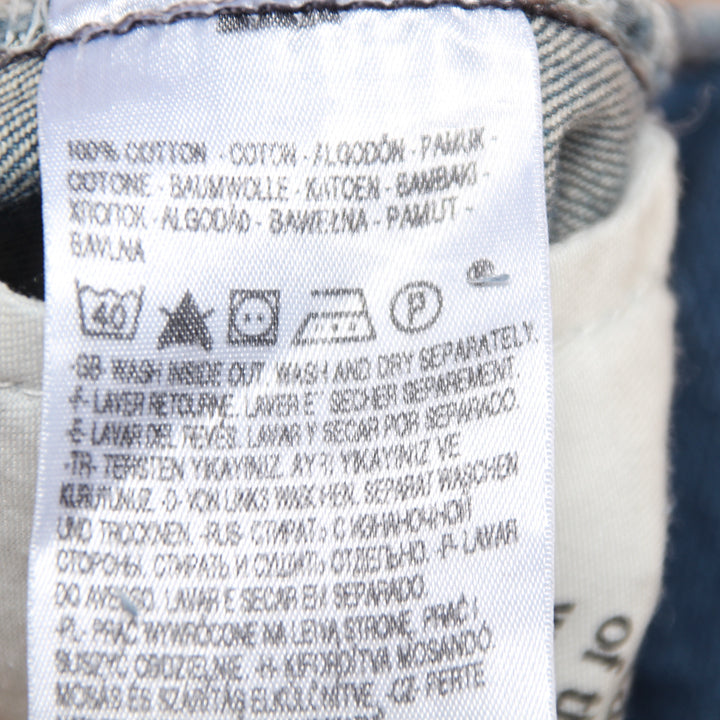 100% COTTON - COTON - ALGODÓN - PAMUK -
COTONE - BAUMWOLLE - KATOEN - BAMBAKI -
ХЛОПОК - ALGODÃO - BAWEŁNA - PAMUT -
BAVLNA
40 P
-GB- WASH INSIDE OUT. WASH AND DRY SEPARATELY.
-F- LAVER RETOURNE. LAVER E SECHER SEPAREMENT.
-E- LAVAR DEL REVÉS. LAVAR Y SECAR POR SEPARADO.
-TR- TERSTEN YIKAYINIZ. AYRI YIKAYINIZ VE
KURUTUNUZ. -D- VON LINKS WASCHEN. SEPARAT WASCHEN
UND TROCKNEN. -RUS- СТИРАТЬ С ИЗНАНОЧНОЙ
СТОРОНЫ. СТИРАТЬ И СУШИТЬ ОТДЕЛЬНО. -P- LAVAR
DO AVESSO. LAVAR E SECAR EM SEPARADO.
-PL- PRAĆ WYWRÓCONE NA LEWĄ STRONĘ. PRAĆ I
SUSZYĆ ODDZIELNIE. -H- KIFORDÍTVA MOSANDÓ
MOSÁS ÉS SZÁRÍTÁS ELKÜLÖNÍTVE. -CZ- PERTE
or u